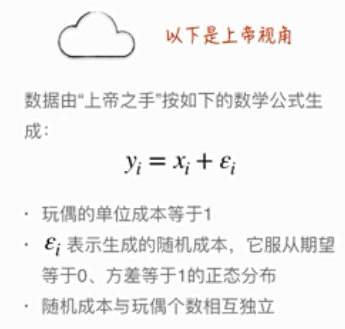 以下是上帝视角
数据由“上帝之手”按如下的数学公式生
成：
yᵢ = xᵢ + εᵢ
· 玩偶的单位成本等于1
· εᵢ 表示生成的随机成本，它服从期望
等于0、方差等于1的正态分布
· 随机成本与玩偶个数相互独立